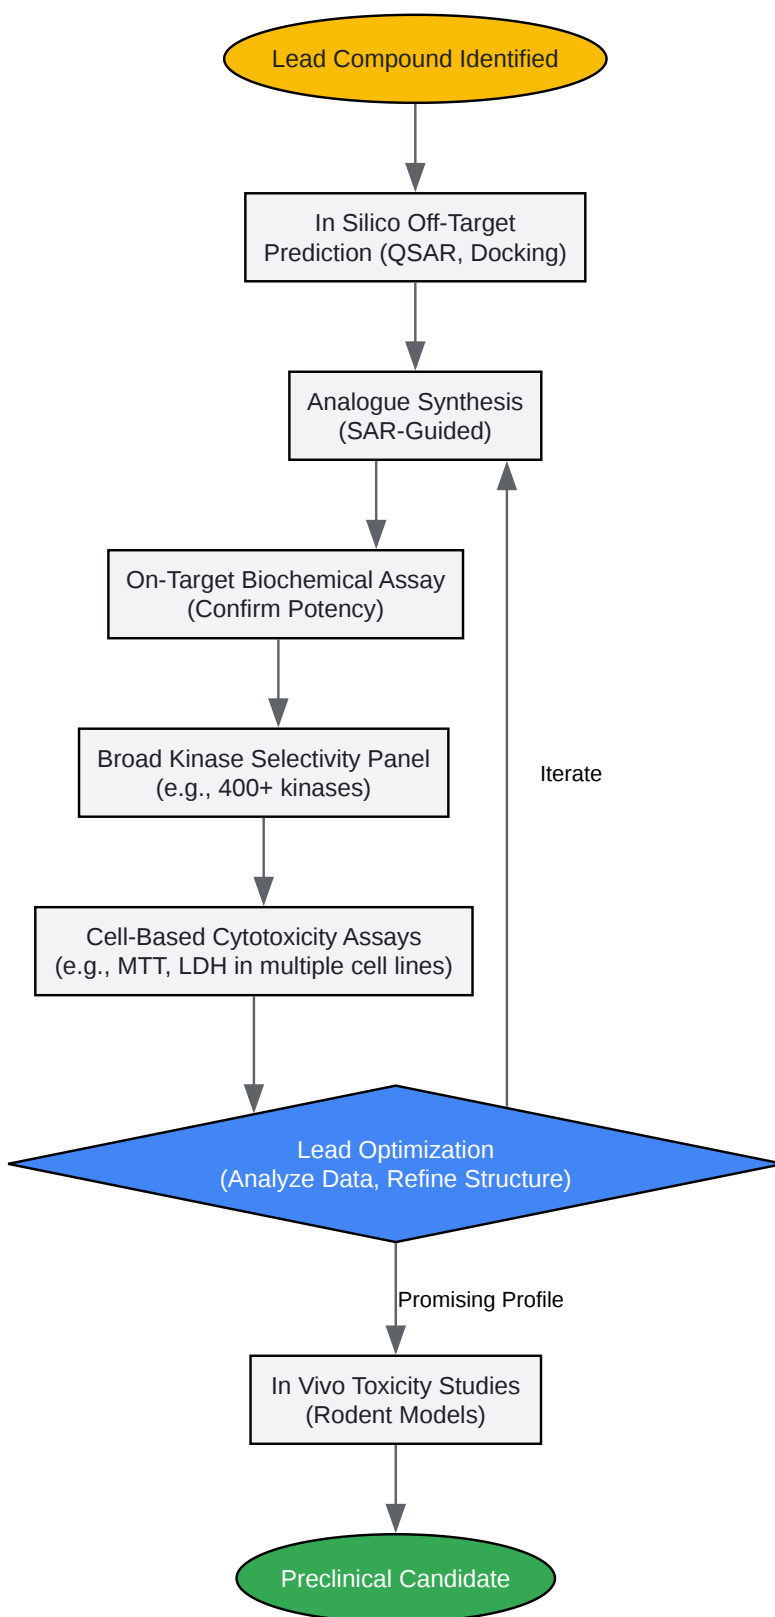 Lead Compound Identified
In Silico Off-Target
Prediction (QSAR, Docking)
Analogue Synthesis
(SAR-Guided)
On-Target Biochemical Assay
(Confirm Potency)
Broad Kinase Selectivity Panel
(e.g., 400+ kinases)
Iterate
Cell-Based Cytotoxicity Assays
(e.g., MTT, LDH in multiple cell lines)
Lead Optimization
(Analyze Data, Refine Structure)
Promising Profile
In Vivo Toxicity Studies
(Rodent Models)
Preclinical Candidate